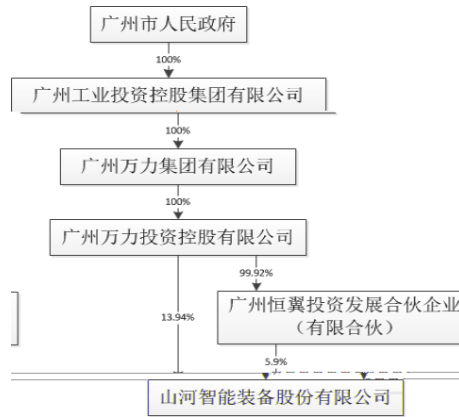 广州市人民政府
100%
广州工业投资控股集团有限公司
100%
广州万力集团有限公司
100%
广州万力投资控股有限公司
99.92%
13.94%
广州恒翼投资发展合伙企业
（有限合伙）
5.9%
山河智能装备股份有限公司